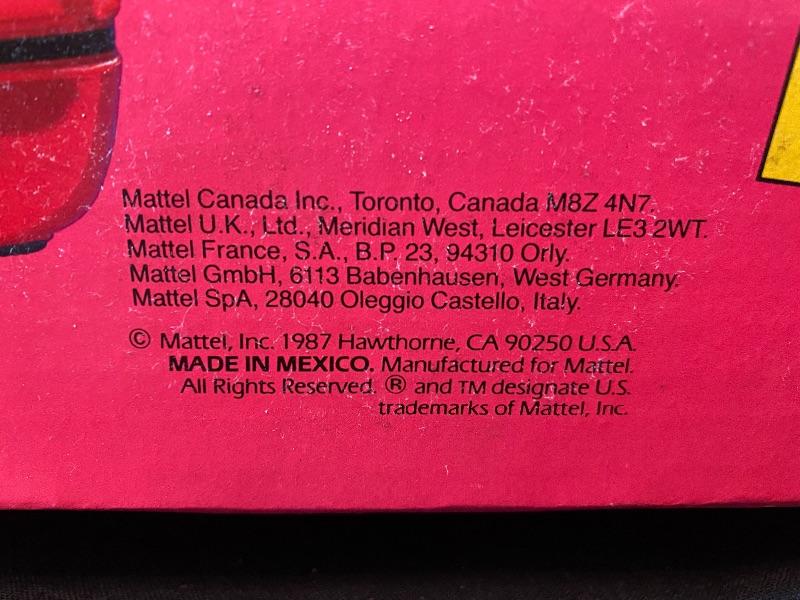 Mattel Canada Inc., Toronto, Canada M8Z 4N7.
Mattel U.K., Ltd., Meridian West, Leicester LE3 2WT.
Mattel France, S.A., B.P. 23, 94310 Orly.
Mattel GmbH, 6113 Babenhausen, West Germany.
Mattel SpA, 28040 Oleggio Castello, Italy.
© Mattel, Inc. 1987 Hawthorne, CA 90250 U.S.A.
MADE IN MEXICO. Manufactured for Mattel.
All Rights Reserved. ® and TM designate U.S.
trademarks of Mattel, Inc.